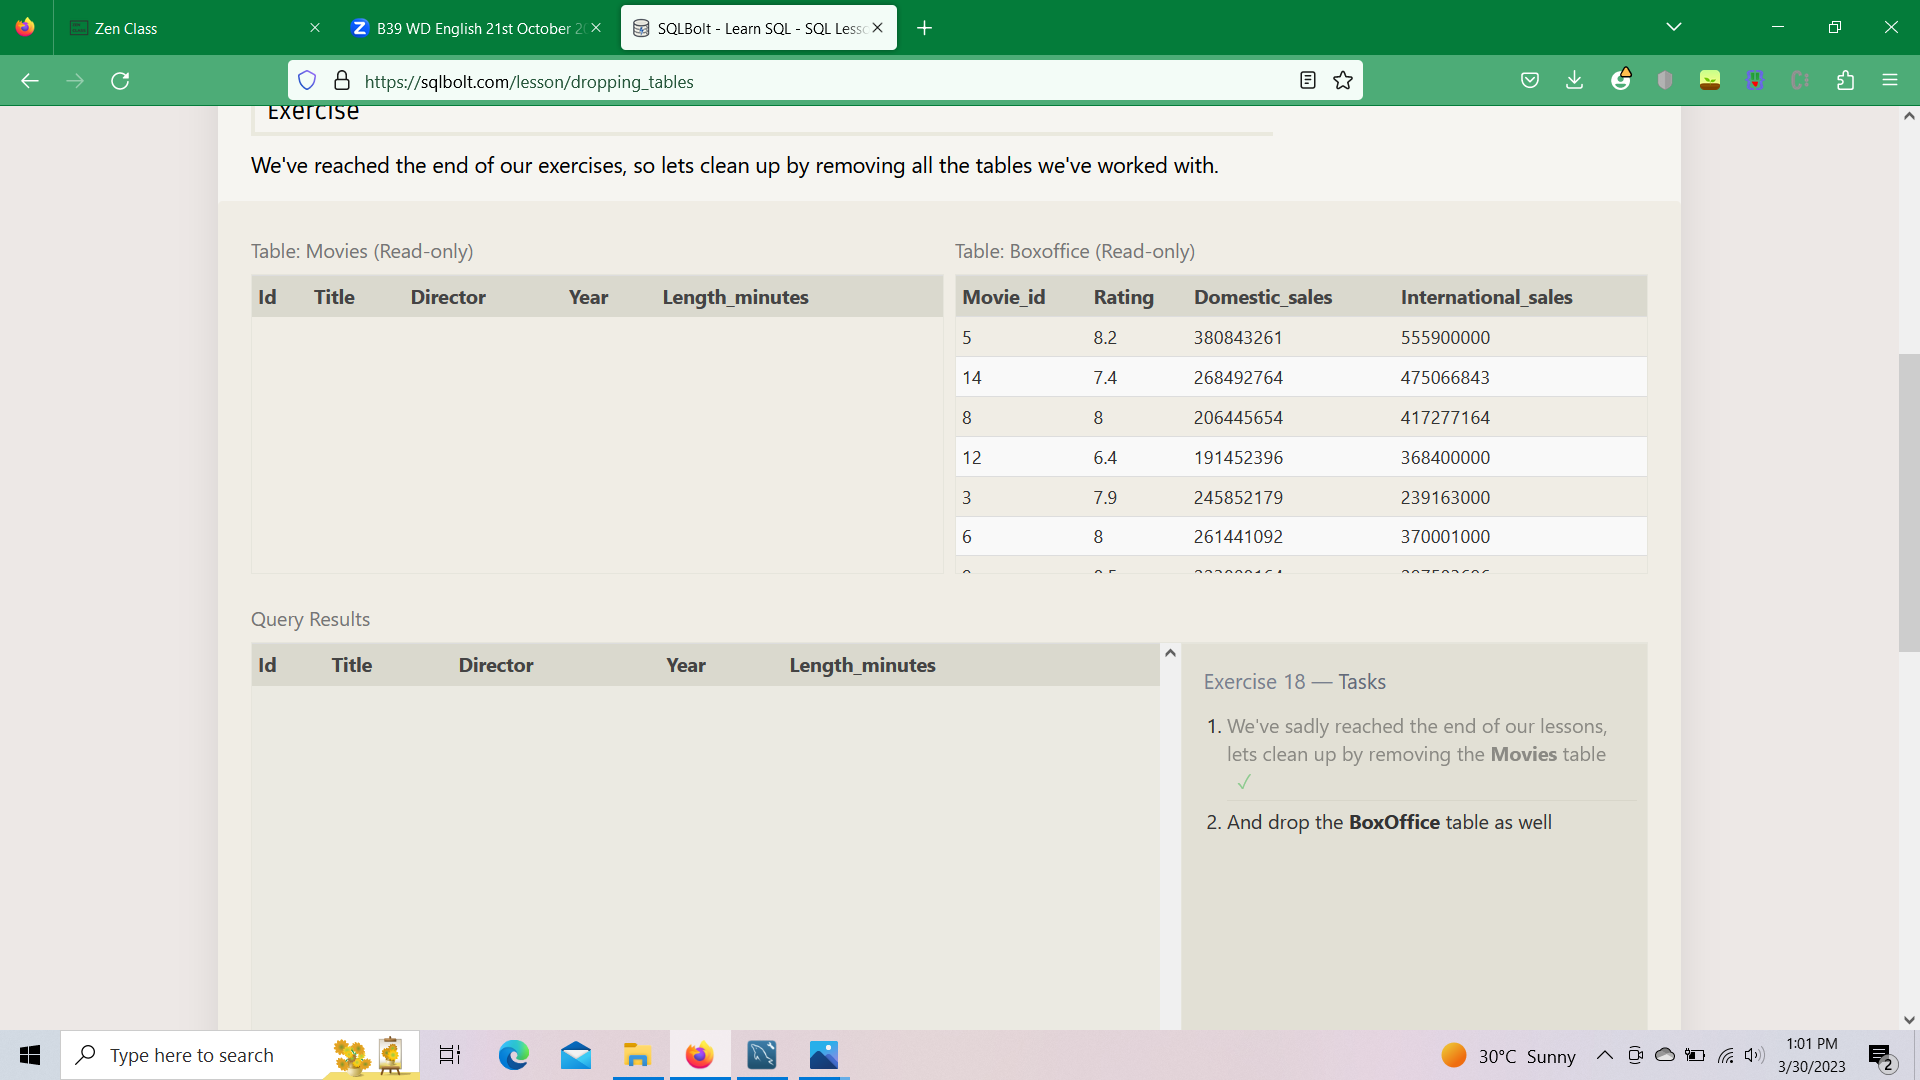 Zen Class
B39 WD English 21st October 2
SQLBolt - Learn SQL - SQL Less
https://sqlbolt.com/lesson/dropping_tables
Exercise
We've reached the end of our exercises, so lets clean up by removing all the tables we've worked with.
Table: Movies (Read-only)
Id Title Director Year Length_minutes
Table: Boxoffice (Read-only)
Movie_id Rating Domestic_sales International_sales
5 8.2 380843261 555900000
14 7.4 268492764 475066843
8 8 206445654 417277164
12 6.4 191452396 368400000
3 7.9 245852179 239163000
6 8 261441092 370001000
Query Results
Id Title Director Year Length_minutes
Exercise 18 — Tasks
1. We've sadly reached the end of our lessons,
lets clean up by removing the Movies table
✓
2. And drop the BoxOffice table as well
Type here to search
30°C Sunny
1:01 PM
3/30/2023
2